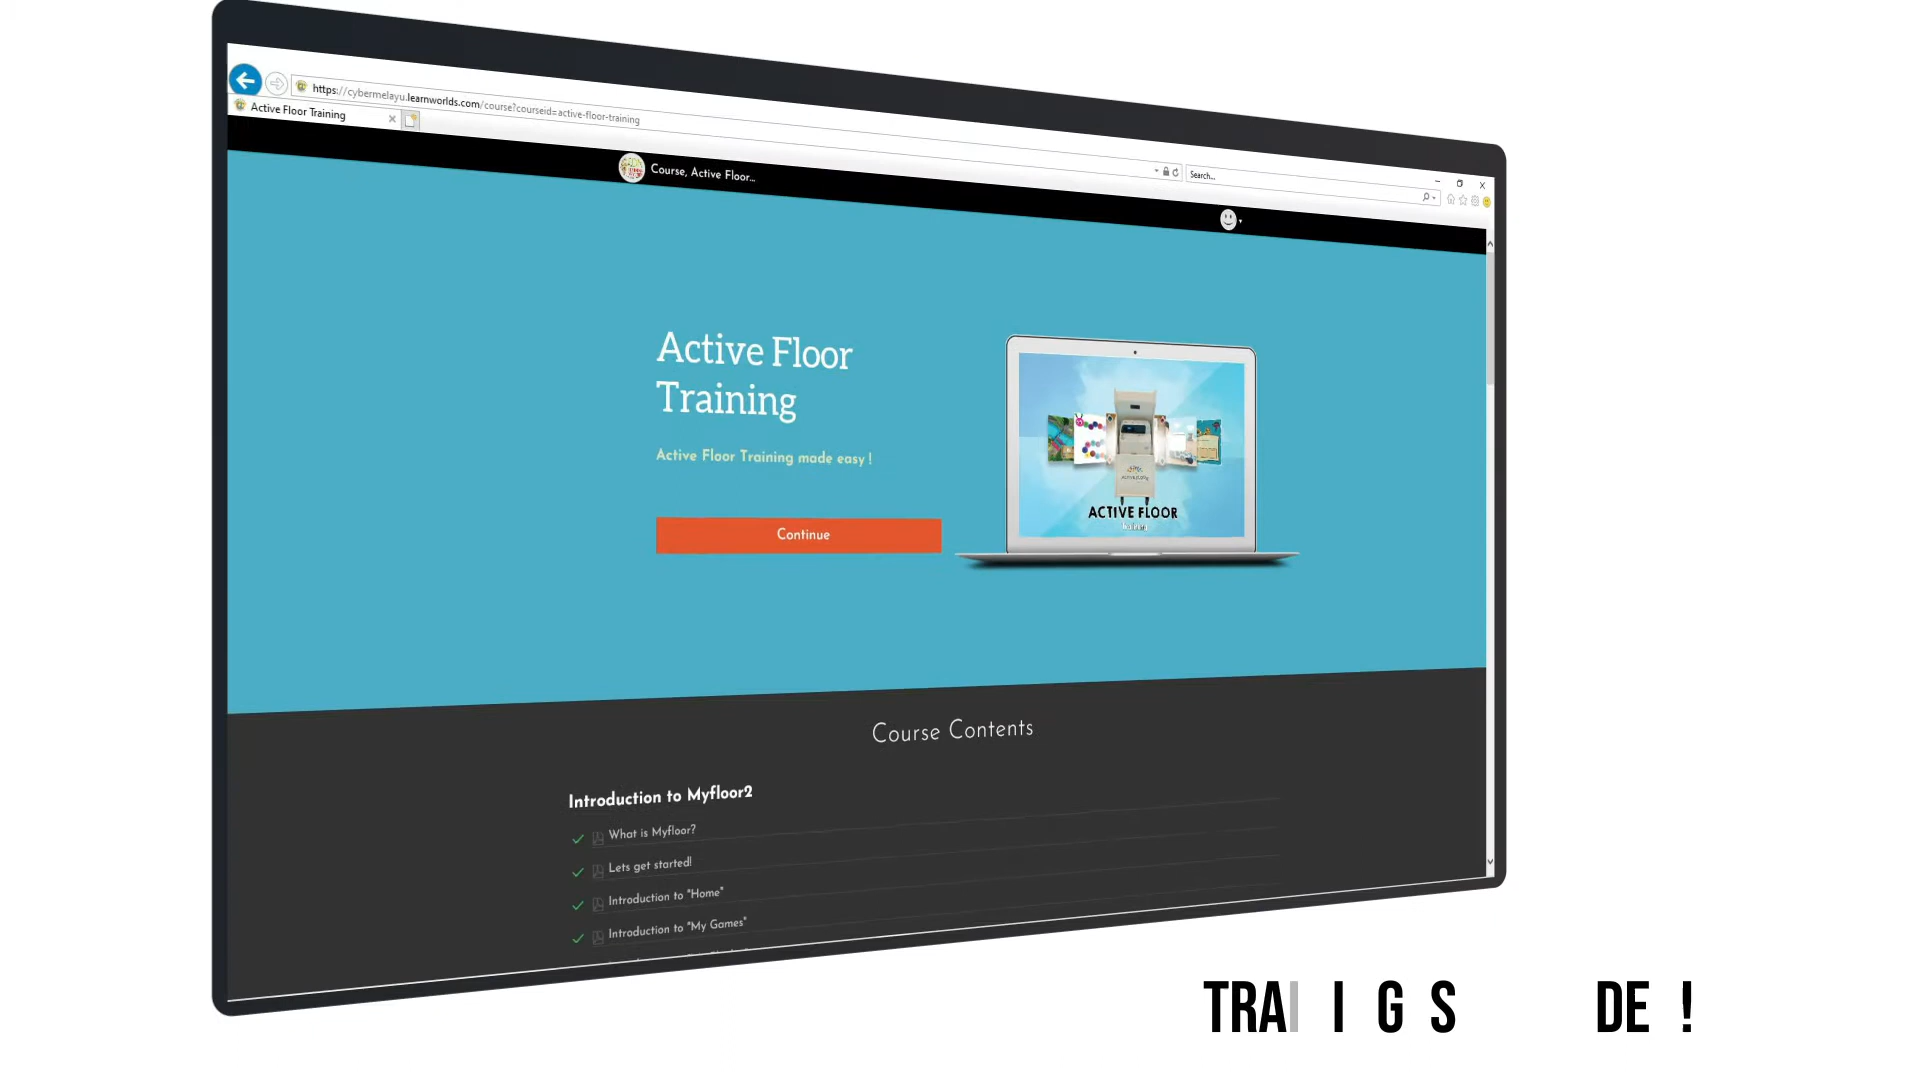 https://cybermelayu.learnworlds.com/course?courseid=active-floor-training
Search...
Active Floor Training
Course, Active Floor...
Active Floor
Training
Active Floor Training made easy !
Continue
ACTIVE FLOOR
Course Contents
Introduction to Myfloor2
What is Myfloor?
Lets get started!
Introduction to "Home"
Introduction to "My Games"
TRAI I G S DE !